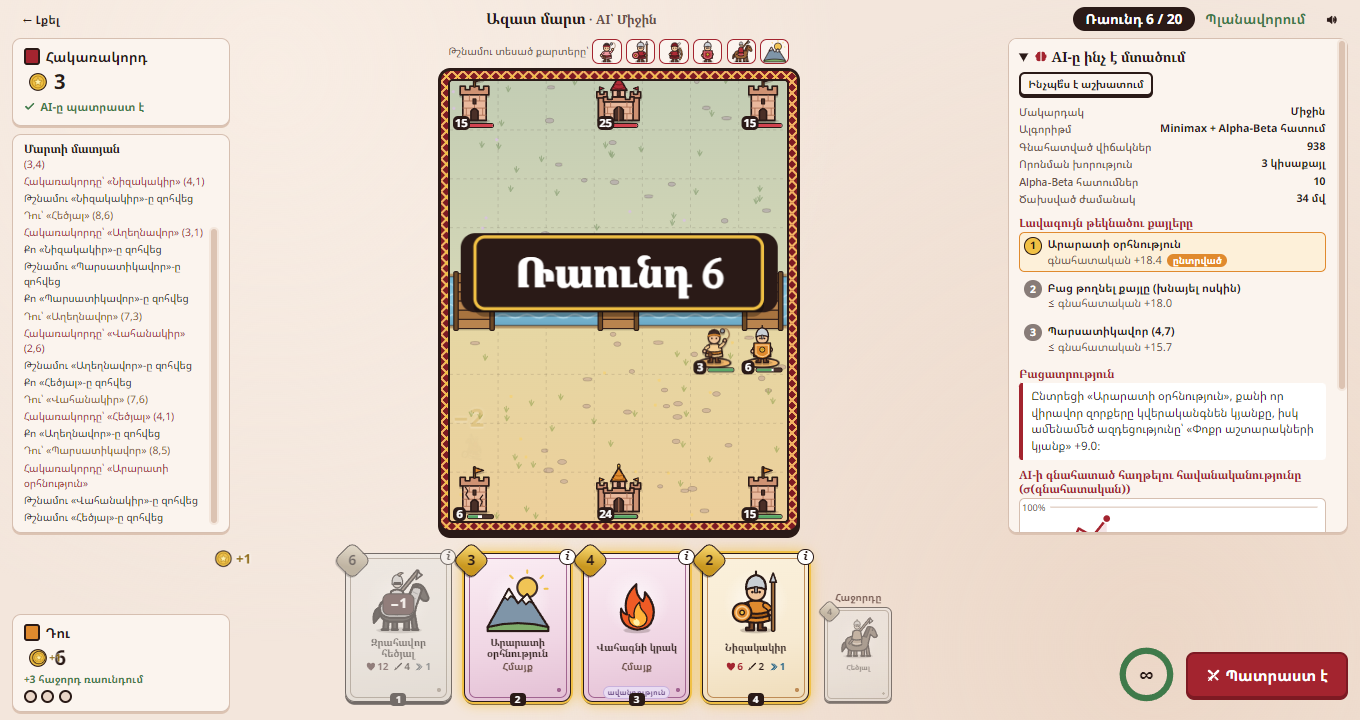 ← Լքել
Ազատ մարտ · AI՝ Միջին
Ռաունդ 6 / 20
Պլանավորում
Հակառակորդ
3
✓ AI-ը պատրաստ է
Թշնամու տեսած քարտերը՝
Մարտի մատյան
(3,4)
Հակառակորդը՝ «Նիզակակիր» (4,1)
Թշնամու «Նիզակակիր»-ը զոհվեց
Դու՝ «Հեծյալ» (8,6)
Հակառակորդը՝ «Աղեղնավոր» (3,1)
Քո «Նիզակակիր»-ը զոհվեց
Թշնամու «Պարսատիկավոր»-ը
զոհվեց
Քո «Պարսատիկավոր»-ը զոհվեց
Դու՝ «Աղեղնավոր» (7,3)
Հակառակորդը՝ «Վահանակիր»
(2,6)
Թշնամու «Աղեղնավոր»-ը զոհվեց
Քո «Հեծյալ»-ը զոհվեց
Դու՝ «Վահանակիր» (7,6)
Հակառակորդը՝ «Հեծյալ» (4,1)
Քո «Աղեղնավոր»-ը զոհվեց
Դու՝ «Պարսատիկավոր» (8,5)
Հակառակորդը՝ «Արարատի
օրհնություն»
Թշնամու «Վահանակիր»-ը զոհվեց
Թշնամու «Հեծյալ»-ը զոհվեց
15
25
15
Ռաունդ 6
3
6
-2
6
24
15
▼ AI-ը ինչ է մտածում
Ինչպե՞ս է աշխատում
Մակարդակ Միջին
Ալգորիթմ Minimax + Alpha-Beta հատում
Գնահատված վիճակներ 938
Որոնման խորություն 3 կիսաքայլ
Alpha-Beta հատումներ 10
Ծախսված ժամանակ 34 մվ
Լավագույն թեկնածու քայլերը
1 Արարատի օրհնություն
գնահատական +18.4 ընտրված
2 Բաց թողնել քայլը (խնայել ոսկին)
≤ գնահատական +18.0
3 Պարսատիկավոր (4,7)
≤ գնահատական +15.7
Բացատրություն
Ընտրեցի «Արարատի օրհնություն», քանի որ
վիրավոր զորքերը կվերականգնեն կյանքը, իսկ
ամենամեծ ազդեցությունը՝ «Փոքր աշտարակների
կյանք» +9.0:
AI-ի գնահատած հաղթելու հավանականությունը
(σ(գնահատական))
100%
+1
Դու
6
+3 հաջորդ ռաունդում
6
i
−1
Զրահավոր
հեծյալ
12 4 1
1
3
i
Արարատի
օրհնություն
Հմայք
2
4
i
Վահագնի կրակ
Հմայք
3
2
i
Նիզակակիր
6 2 1
4
Հաջորդը
4
Հեծյալ
∞
Պատրաստ է